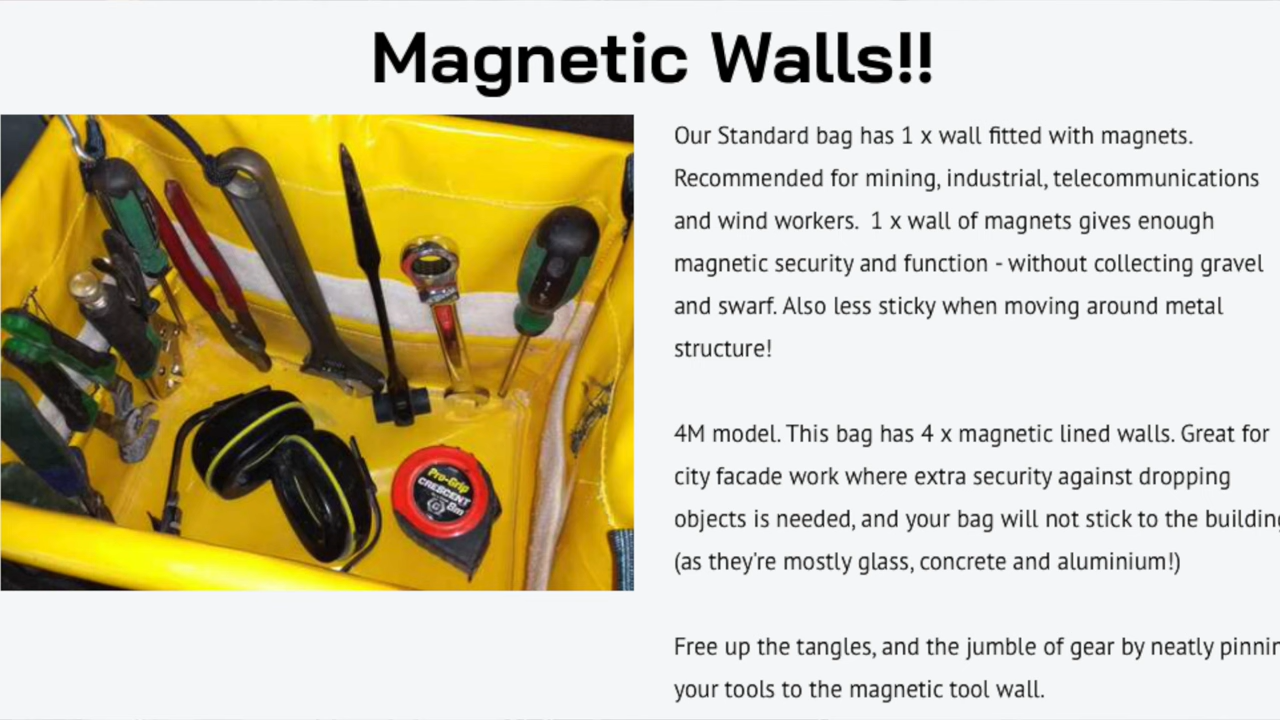 Magnetic Walls!!
Our Standard bag has 1 x wall fitted with magnets.
Recommended for mining, industrial, telecommunications
and wind workers.  1 x wall of magnets gives enough
magnetic security and function - without collecting gravel
and swarf. Also less sticky when moving around metal
structure!
4M model. This bag has 4 x magnetic lined walls. Great for
city facade work where extra security against dropping
objects is needed, and your bag will not stick to the building
(as they're mostly glass, concrete and aluminium!)
Free up the tangles, and the jumble of gear by neatly pinnin
your tools to the magnetic tool wall.
Pro-Grip
CRESCENT
8m